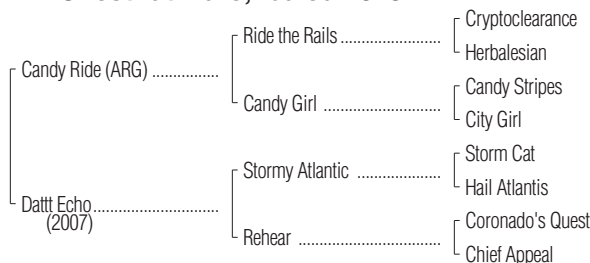 Cryptoclearance
Ride the Rails
Herbalesian
Candy Ride (ARG)
Candy Stripes
Candy Girl
City Girl
Storm Cat
Stormy Atlantic
Hail Atlantis
Dattt Echo
(2007)
Coronado's Quest
Rehear
Chief Appeal